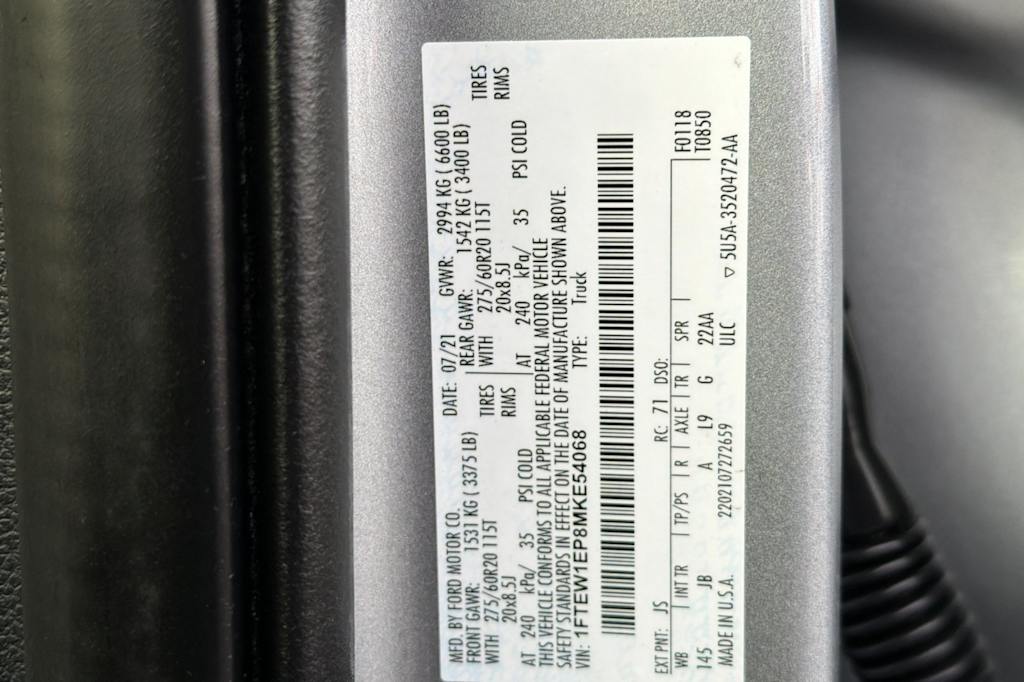 MFD. BY FORD MOTOR CO. DATE: 07/21 GVWR: 2994 KG ( 6600 LB)
FRONT GAWR: 1531 KG ( 3375 LB) REAR GAWR: 1542 KG ( 3400 LB)
WITH 275/60R20 115T TIRES WITH 275/60R20 115T TIRES
20x8.5J RIMS 20x8.5J RIMS
AT 240 kPa/ 35 PSI COLD AT 240 kPa/ 35 PSI COLD
THIS VEHICLE CONFORMS TO ALL APPLICABLE FEDERAL MOTOR VEHICLE
SAFETY STANDARDS IN EFFECT ON THE DATE OF MANUFACTURE SHOWN ABOVE.
VIN: 1FTEW1EP8MKE54068 TYPE: Truck
EXT PNT: JS RC: 71 DSO: F0118
WB INT TR TP/PS R AXLE TR SPR T0850
145 JB A L9 G 22AA
MADE IN U.S.A. 220210727​2659 ULC ▽ 5U5A-3520472-AA